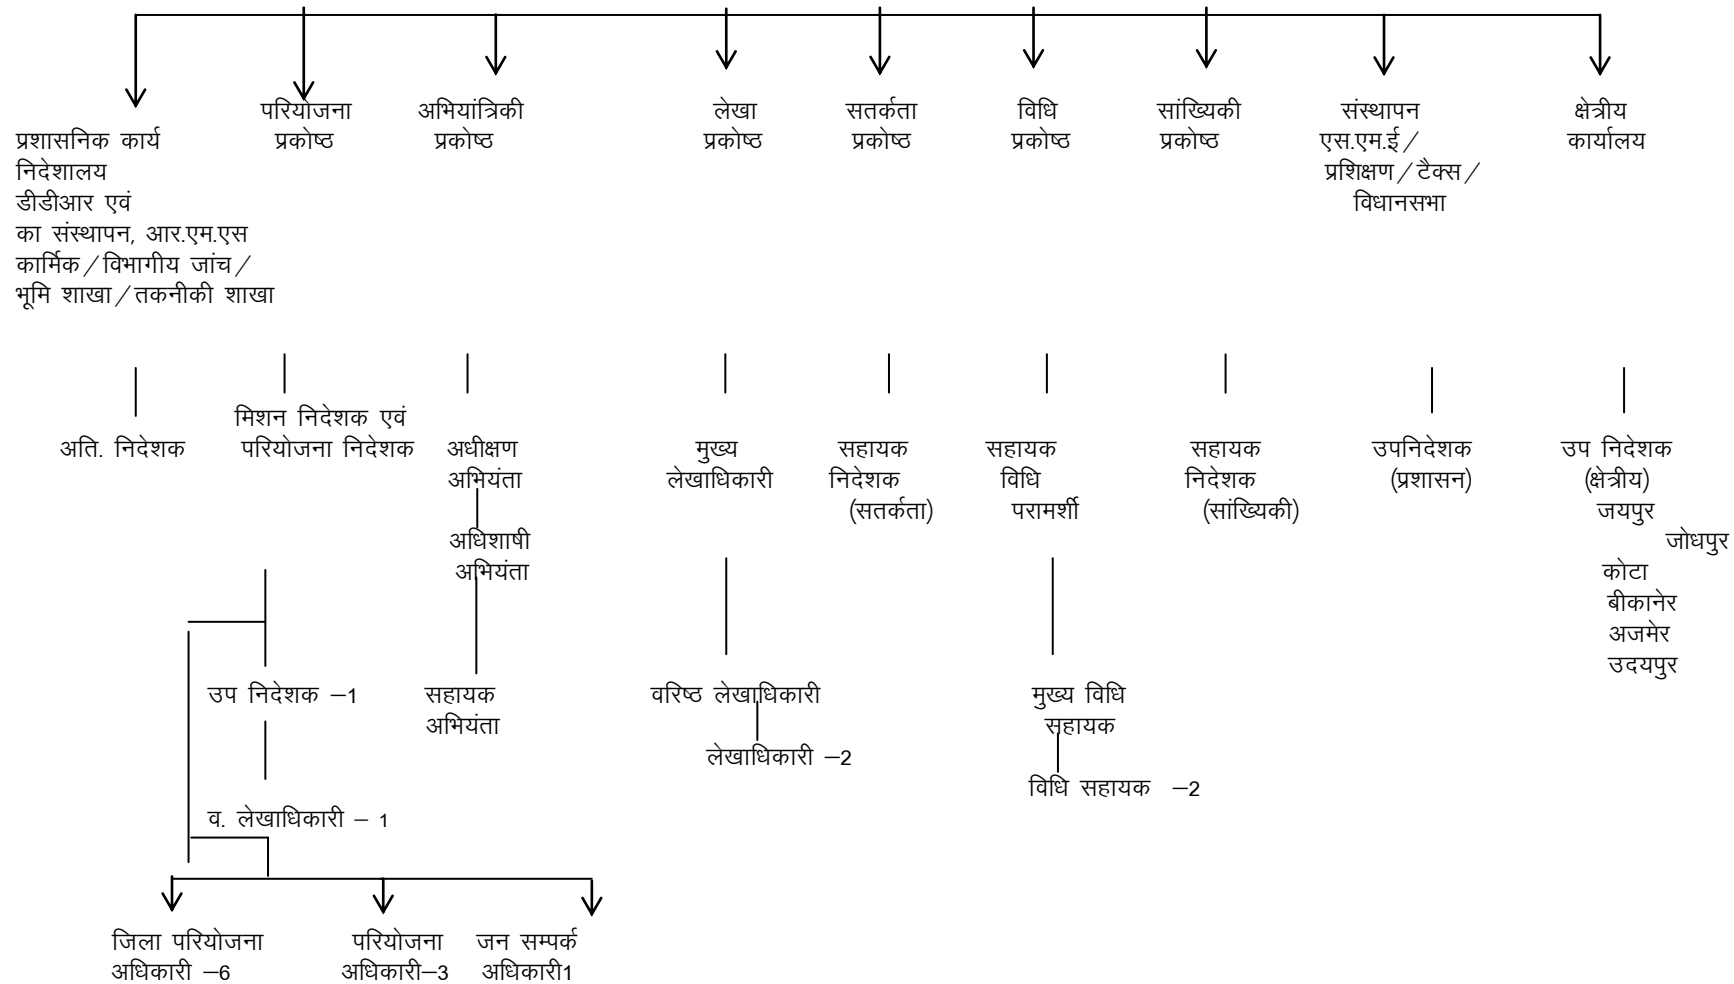 प्रशासनिक कार्य
निदेशालय
डीडीआर एवं
का संस्थापन, आर.एम.एस
कार्मिक/विभागीय जांच/
भूमि शाखा/तकनीकी शाखा
परियोजना
प्रकोष्ठ
अभियांत्रिकी
प्रकोष्ठ
लेखा
प्रकोष्ठ
सतर्कता
प्रकोष्ठ
विधि
प्रकोष्ठ
सांख्यिकी
प्रकोष्ठ
संस्थापन
एस.एम.ई/
प्रशिक्षण/टैक्स/
विधानसभा
क्षेत्रीय
कार्यालय
अति. निदेशक
मिशन निदेशक एवं
परियोजना निदेशक
अधीक्षण
अभियंता
अधिशाषी
अभियंता
मुख्य
लेखाधिकारी
सहायक
निदेशक
(सतर्कता)
सहायक
विधि
परामर्शी
सहायक
निदेशक
(सांख्यिकी)
उपनिदेशक
(प्रशासन)
उप निदेशक
(क्षेत्रीय)
जयपुर
जोधपुर
कोटा
बीकानेर
अजमेर
उदयपुर
उप निदेशक –1
सहायक
अभियंता
वरिष्ठ लेखाधिकारी
लेखाधिकारी –2
मुख्य विधि
सहायक
विधि सहायक –2
व. लेखाधिकारी – 1
जिला परियोजना
अधिकारी –6
परियोजना
अधिकारी–3
जन सम्पर्क
अधिकारी1